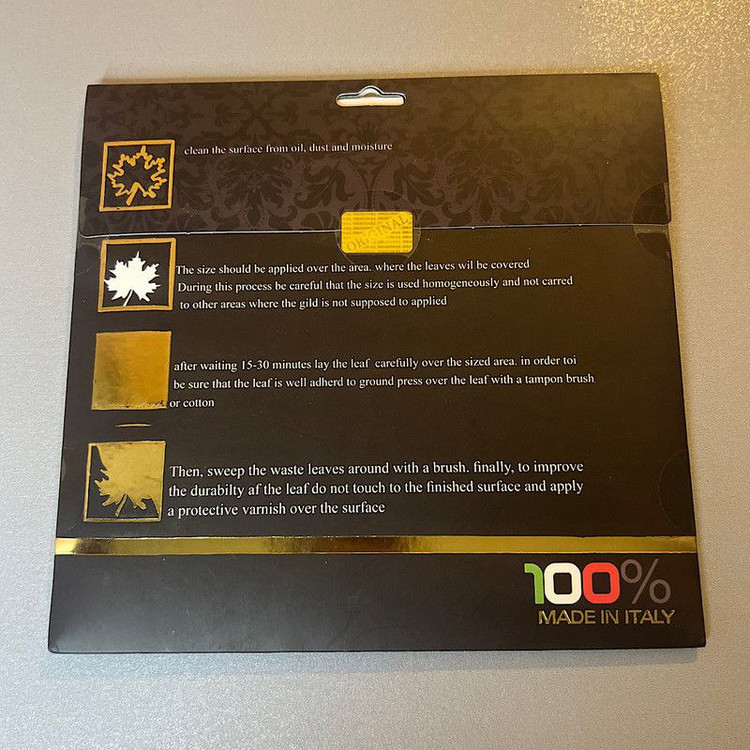 clean the surface from oil, dust and moisture
ORIGINAL
The size should be applied over the area. where the leaves wil be covered
During this process be careful that the size is used homogeneously and not carred
to other areas where the gild is not supposed to applied
after waiting 15-30 minutes lay the leaf carefully over the sized area. in order toi
be sure that the leaf is well adherd to ground press over the leaf with a tampon brush
or cotton
Then, sweep the waste leaves around with a brush. finally, to improve
the durabilty af the leaf do not touch to the finished surface and apply
a protective varnish over the surface
100%
MADE IN ITALY